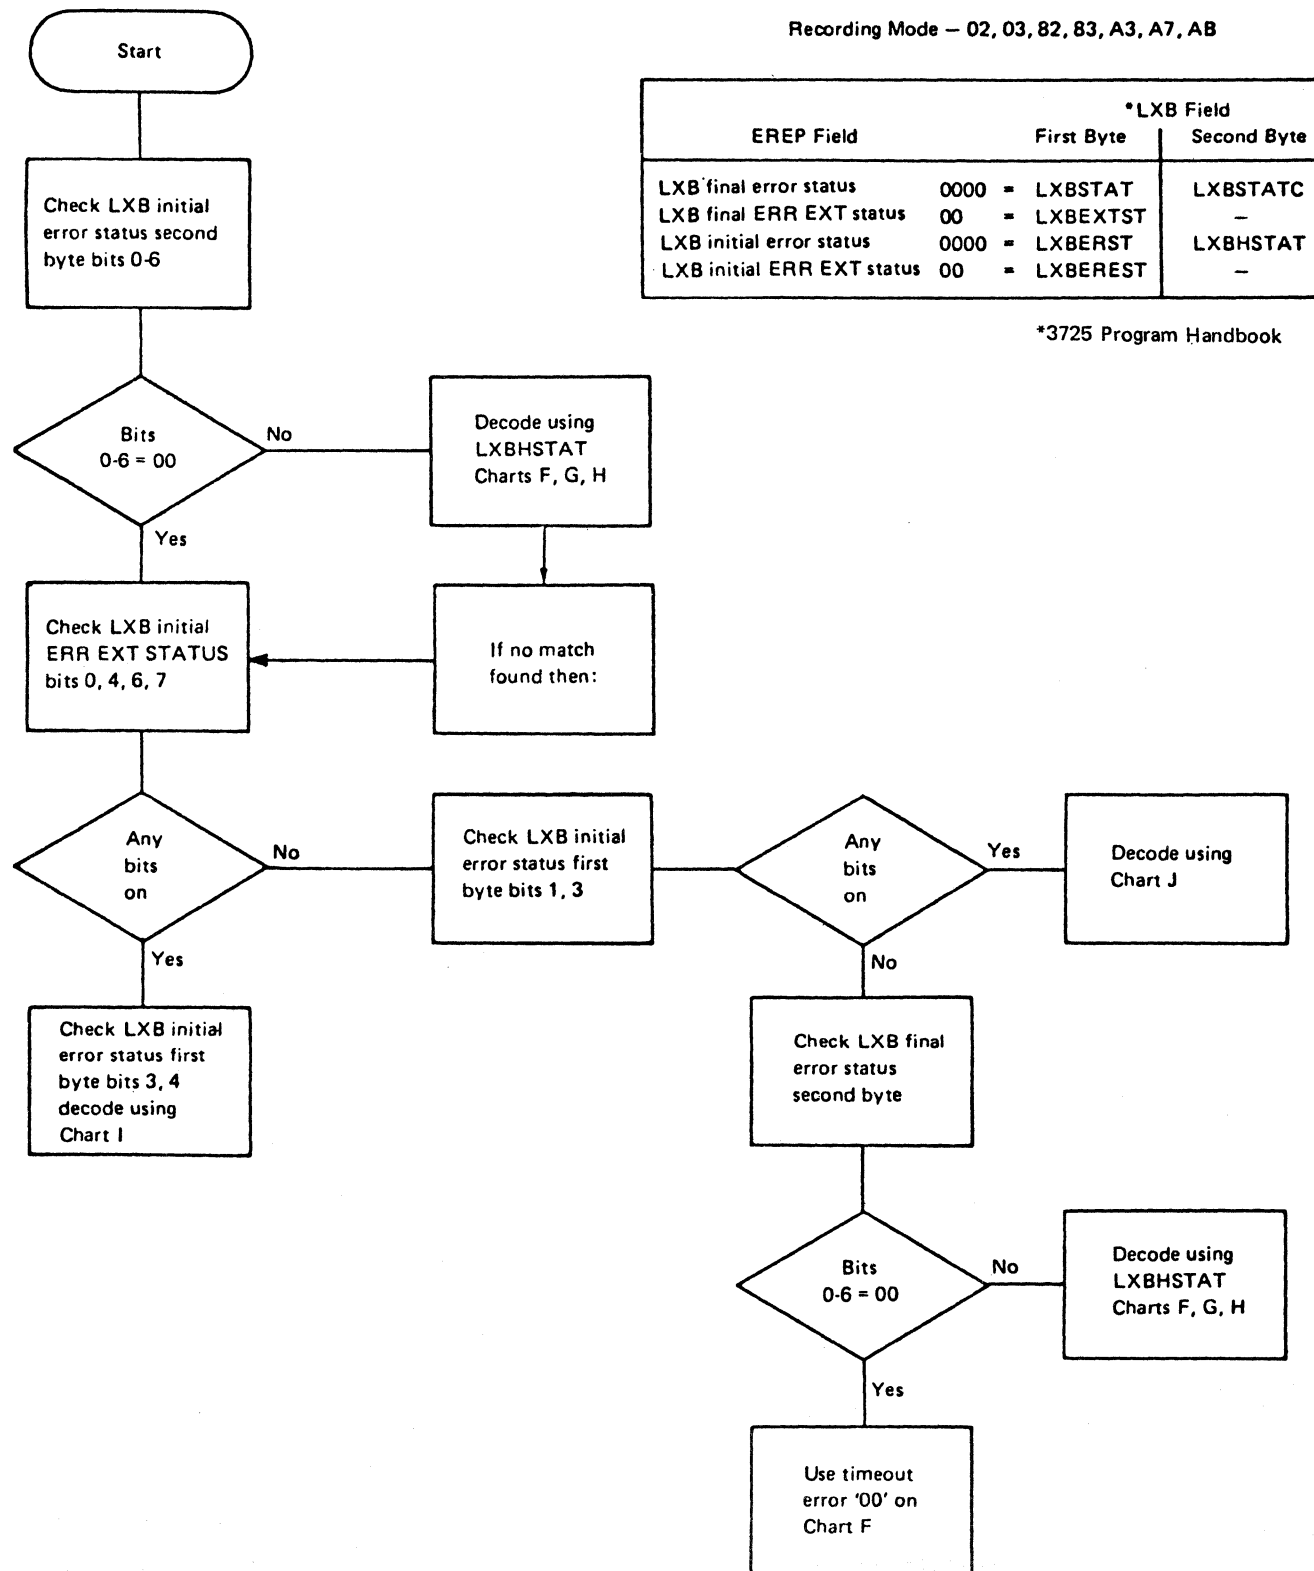 Recording Mode — 02, 03, 82, 83, A3, A7, AB
*LXB Field
EREP Field First Byte Second Byte
LXB final error status 0000 = LXBSTAT LXBSTATC
LXB final ERR EXT status 00 = LXBEXTST –
LXB initial error status 0000 = LXBERST LXBHSTAT
LXB initial ERR EXT status 00 = LXBEREST –
*3725 Program Handbook
Start
Check LXB initial
error status second
byte bits 0-6
Bits
0-6 = 00
No
Decode using
LXBHSTAT
Charts F, G, H
Yes
Check LXB initial
ERR EXT STATUS
bits 0, 4, 6, 7
If no match
found then:
Any
bits
on
No
Check LXB initial
error status first
byte bits 1, 3
Any
bits
on
Yes
Decode using
Chart J
Yes
Check LXB initial
error status first
byte bits 3, 4
decode using
Chart I
No
Check LXB final
error status
second byte
Bits
0-6 = 00
No
Decode using
LXBHSTAT
Charts F, G, H
Yes
Use timeout
error '00' on
Chart F